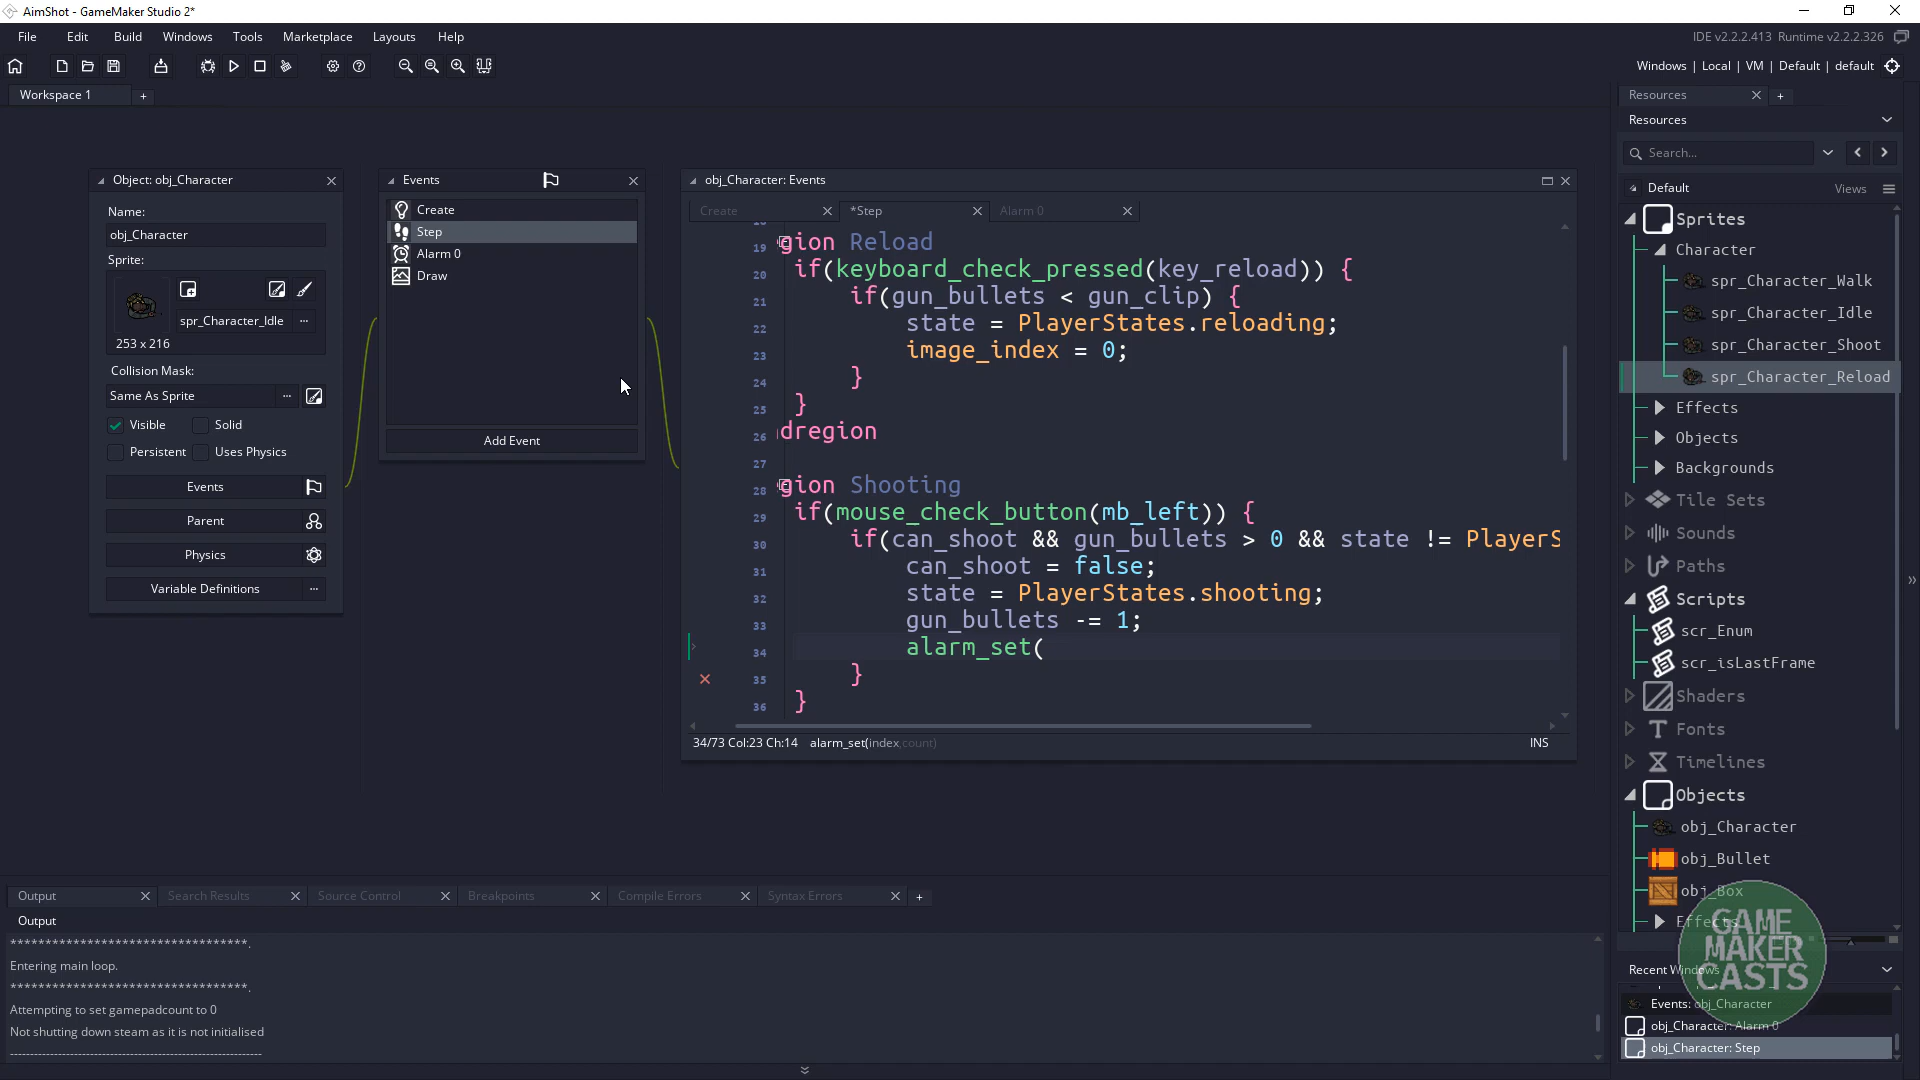 AimShot - GameMaker Studio 2*
File Edit Build Windows Tools Marketplace Layouts Help
IDE v2.2.2.413 Runtime v2.2.2.326
Windows | Local | VM | Default | default
Workspace 1
Object: obj_Character
Name:
obj_Character
Sprite:
spr_Character_Idle
253 x 216
Collision Mask:
Same As Sprite
Visible Solid
Persistent Uses Physics
Events
Parent
Physics
Variable Definitions
Events
Create
Step
Alarm 0
Draw
Add Event
obj_Character: Events
Create *Step Alarm 0
19 gion Reload
20 if(keyboard_check_pressed(key_reload)) {
21 if(gun_bullets < gun_clip) {
22 state = PlayerStates.reloading;
23 image_index = 0;
24 }
25 }
26 dregion
27
28 gion Shooting
29 if(mouse_check_button(mb_left)) {
30 if(can_shoot && gun_bullets > 0 && state != PlayerS
31 can_shoot = false;
32 state = PlayerStates.shooting;
33 gun_bullets -= 1;
34 alarm_set(
35 }
36 }
34/73 Col:23 Ch:14 alarm_set(index,count) INS
Resources
Resources
Search...
Default Views
Sprites
Character
spr_Character_Walk
spr_Character_Idle
spr_Character_Shoot
spr_Character_Reload
Effects
Objects
Backgrounds
Tile Sets
Sounds
Paths
Scripts
scr_Enum
scr_isLastFrame
Shaders
Fonts
Timelines
Objects
obj_Character
obj_Bullet
obj_Box
Effects
GAME
MAKER
CASTS
Recent Windows
Events: obj_Character
obj_Character: Alarm 0
obj_Character: Step
Output Search Results Source Control Breakpoints Compile Errors Syntax Errors
Output
**********************************.
Entering main loop.
**********************************.
Attempting to set gamepadcount to 0
Not shutting down steam as it is not initialised